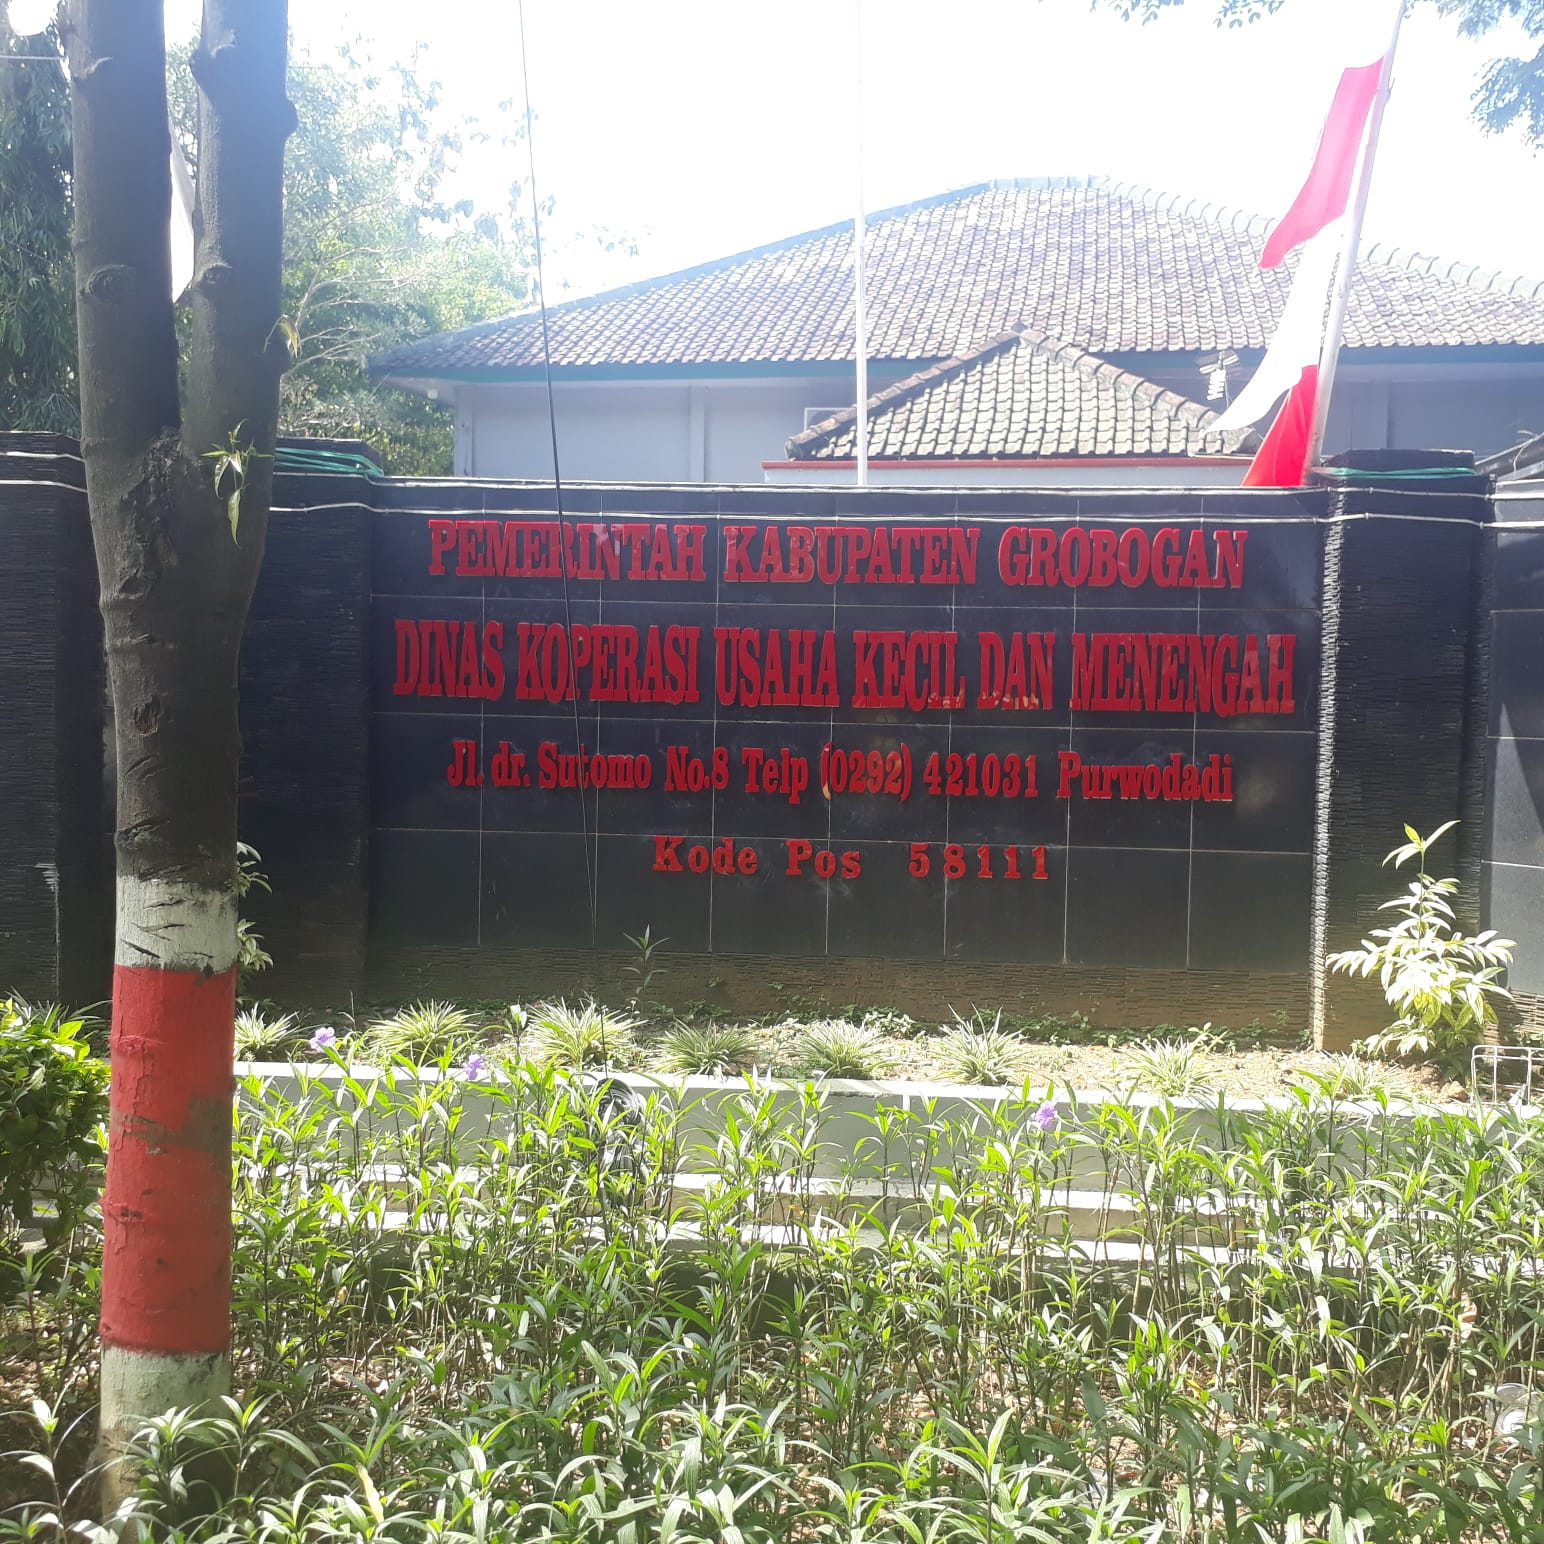 PEMERINTAH KABUPATEN GROBOGAN
DINAS KOPERASI USAHA KECIL DAN MENENGAH
Jl. dr. Sutomo No.8 Telp (0292) 421031 Purwodadi
Kode Pos 58111